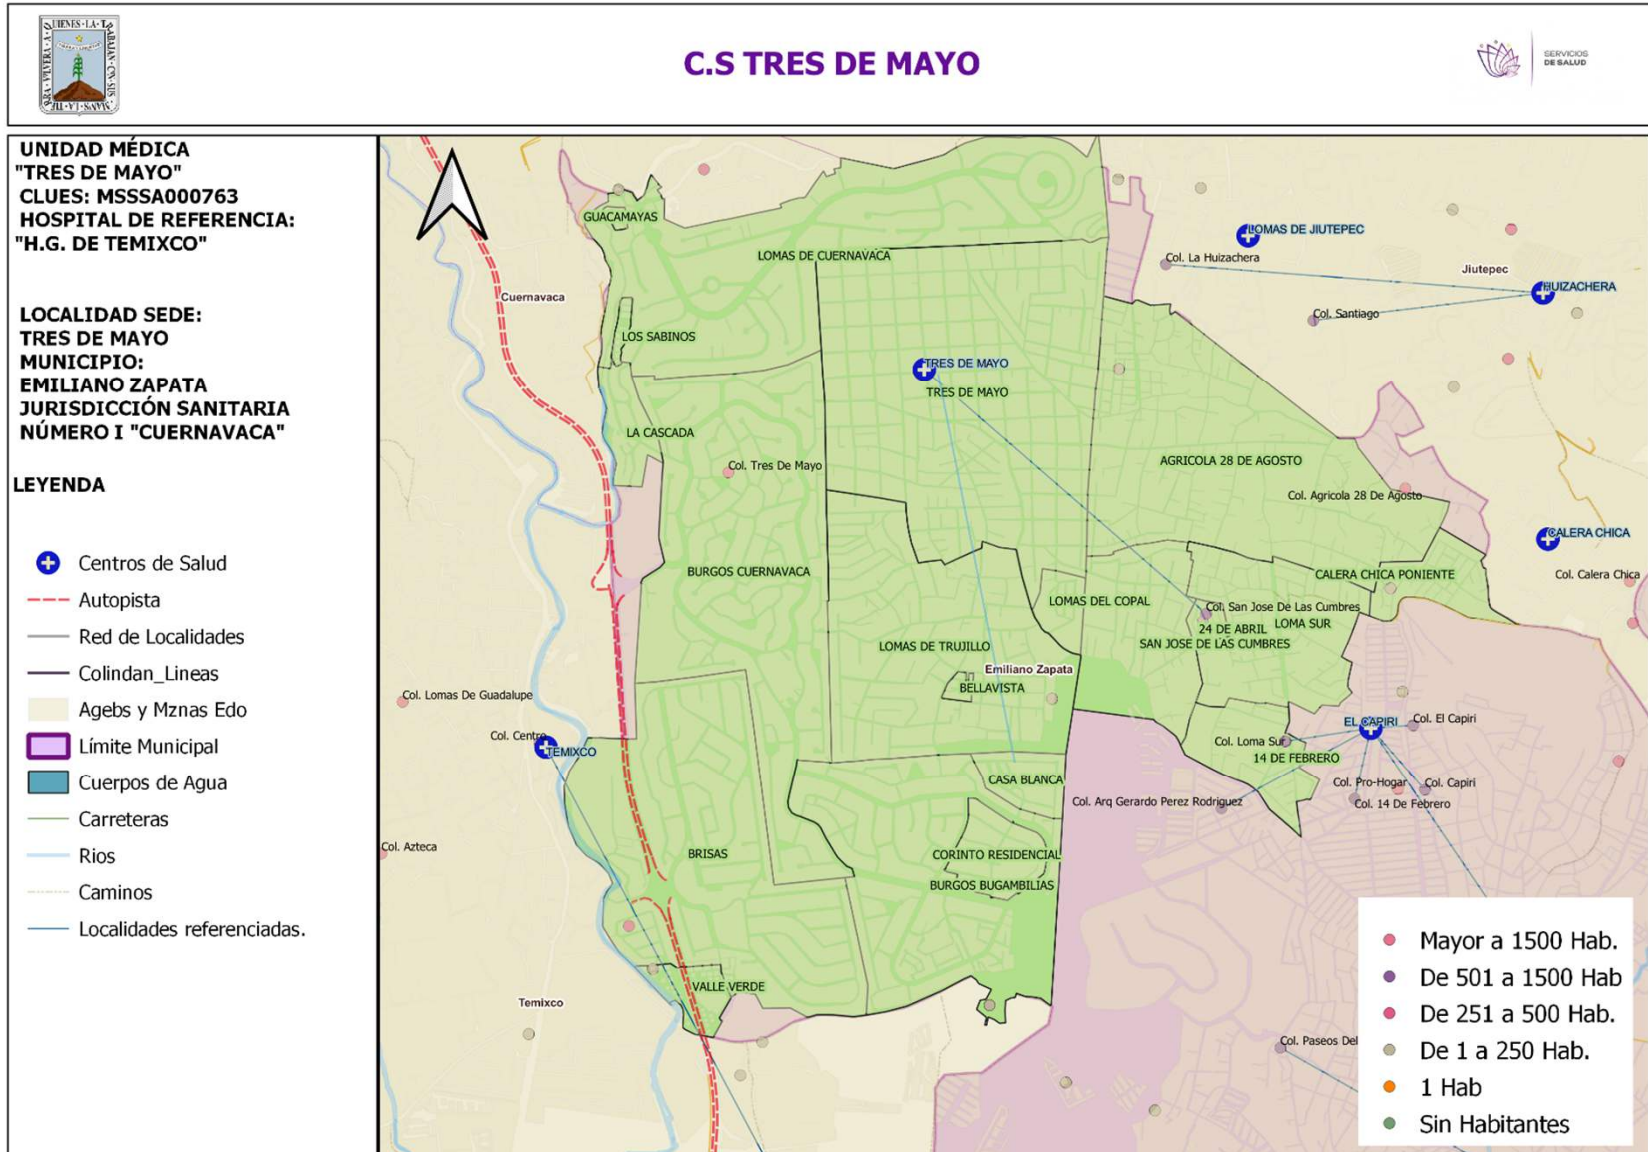 C.S TRES DE MAYO
SERVICIOS
DE SALUD
UNIDAD MÉDICA
"TRES DE MAYO"
CLUES: MSSSA000763
HOSPITAL DE REFERENCIA:
"H.G. DE TEMIXCO"
LOCALIDAD SEDE:
TRES DE MAYO
MUNICIPIO:
EMILIANO ZAPATA
JURISDICCIÓN SANITARIA
NÚMERO I "CUERNAVACA"
LEYENDA
Centros de Salud
Autopista
Red de Localidades
Colindan_Lineas
Agebs y Mznas Edo
Límite Municipal
Cuerpos de Agua
Carreteras
Rios
Caminos
Localidades referenciadas.
GUACAMAYAS
LOMAS DE JIUTEPEC
LOMAS DE CUERNAVACA
Col. La Huizachera
Jiutepec
HUIZACHERA
Cuernavaca
Col. Santiago
LOS SABINOS
TRES DE MAYO
TRES DE MAYO
LA CASCADA
Col. Tres De Mayo
AGRICOLA 28 DE AGOSTO
Col. Agricola 28 De Agosto
CALERA CHICA
BURGOS CUERNAVACA
CALERA CHICA PONIENTE
Col. Calera Chica
LOMAS DEL COPAL
Col. San Jose De Las Cumbres
24 DE ABRIL
LOMA SUR
LOMAS DE TRUJILLO
SAN JOSE DE LAS CUMBRES
Emiliano Zapata
BELLAVISTA
Col. Lomas De Guadalupe
EL CAPIRI
Col. El Capiri
Col. Centro
TEMIXCO
Col. Loma Sur
14 DE FEBRERO
CASA BLANCA
Col. Pro-Hogar
Col. Capiri
Col. Arq Gerardo Perez Rodriguez
Col. 14 De Febrero
Col. Azteca
BRISAS
CORINTO RESIDENCIAL
BURGOS BUGAMBILIAS
VALLE VERDE
Temixco
Col. Paseos Del
Mayor a 1500 Hab.
De 501 a 1500 Hab
De 251 a 500 Hab.
De 1 a 250 Hab.
1 Hab
Sin Habitantes